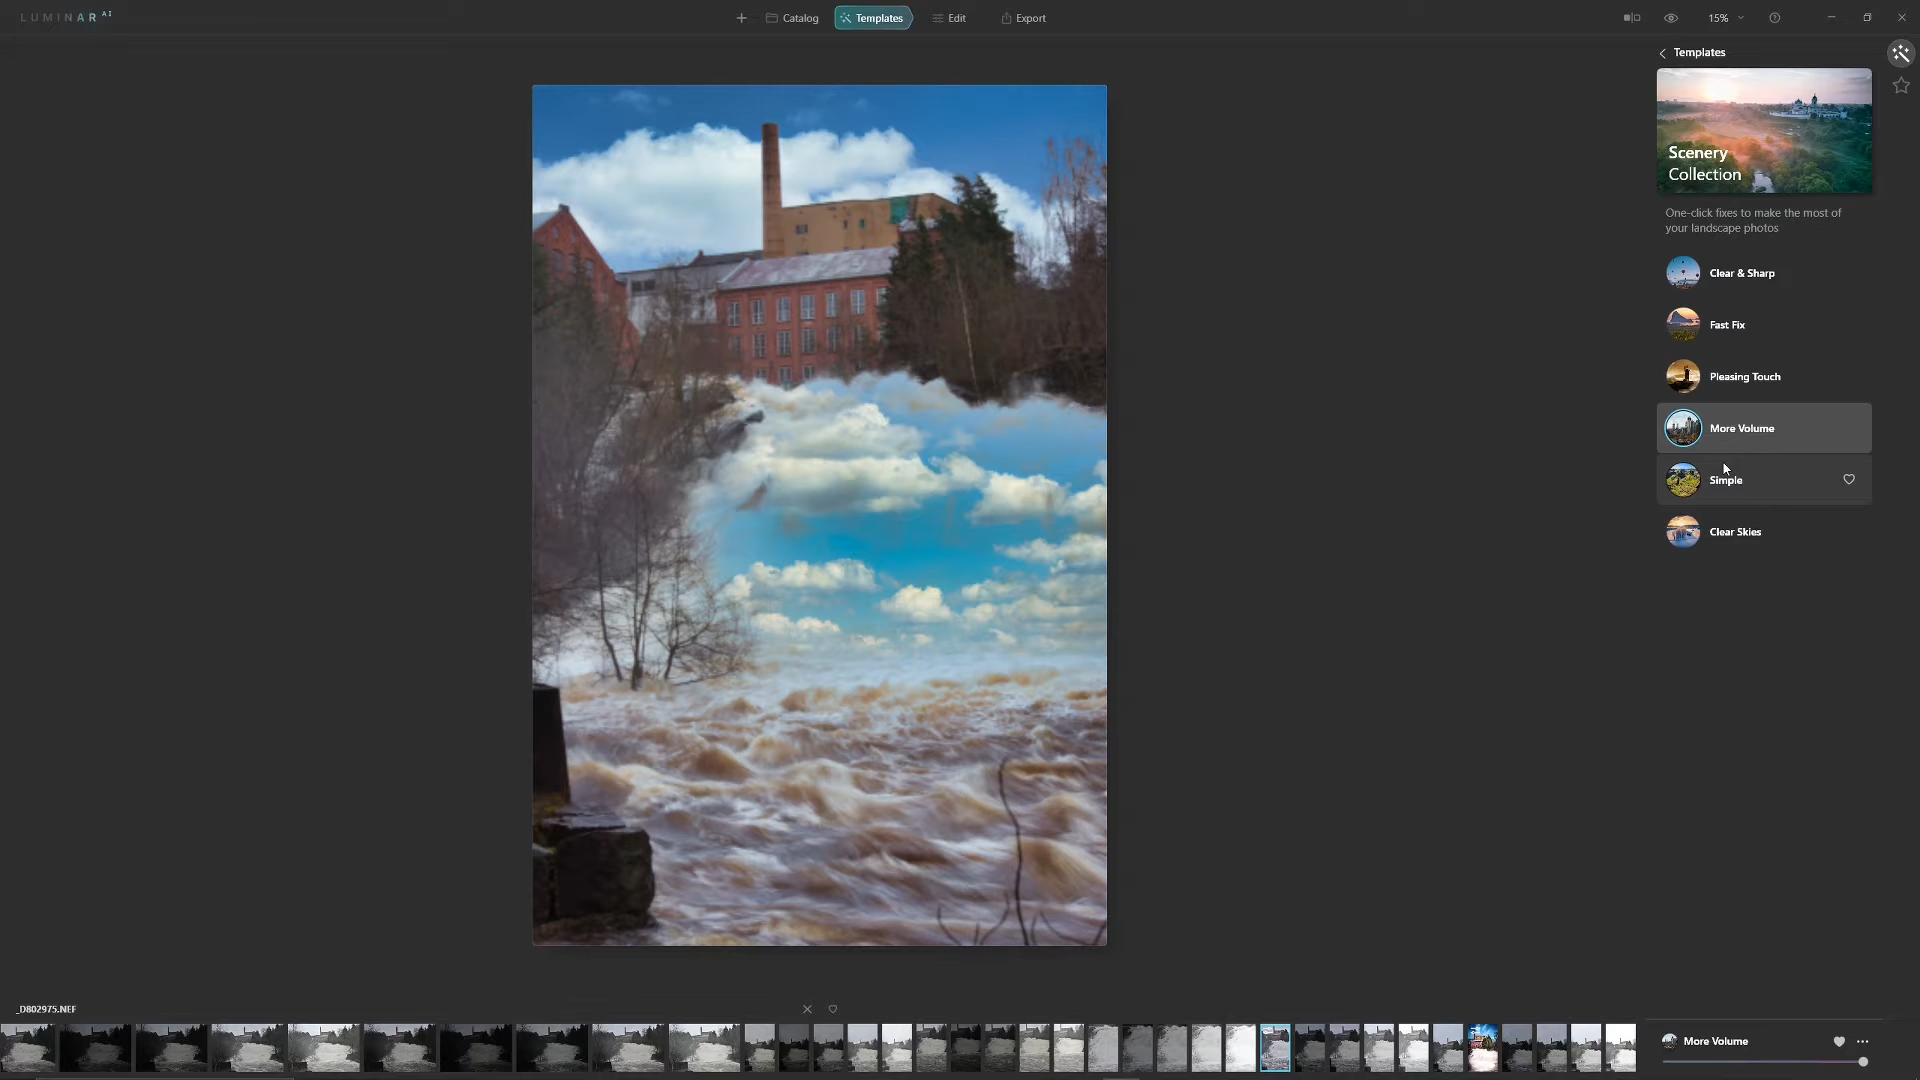 LUMINAR AI
Catalog
Templates
Edit
Export
15%
Templates
Scenery
Collection
One-click fixes to make the most of
your landscape photos
Clear & Sharp
Fast Fix
Pleasing Touch
More Volume
Simple
Clear Skies
_D802975.NEF
More Volume